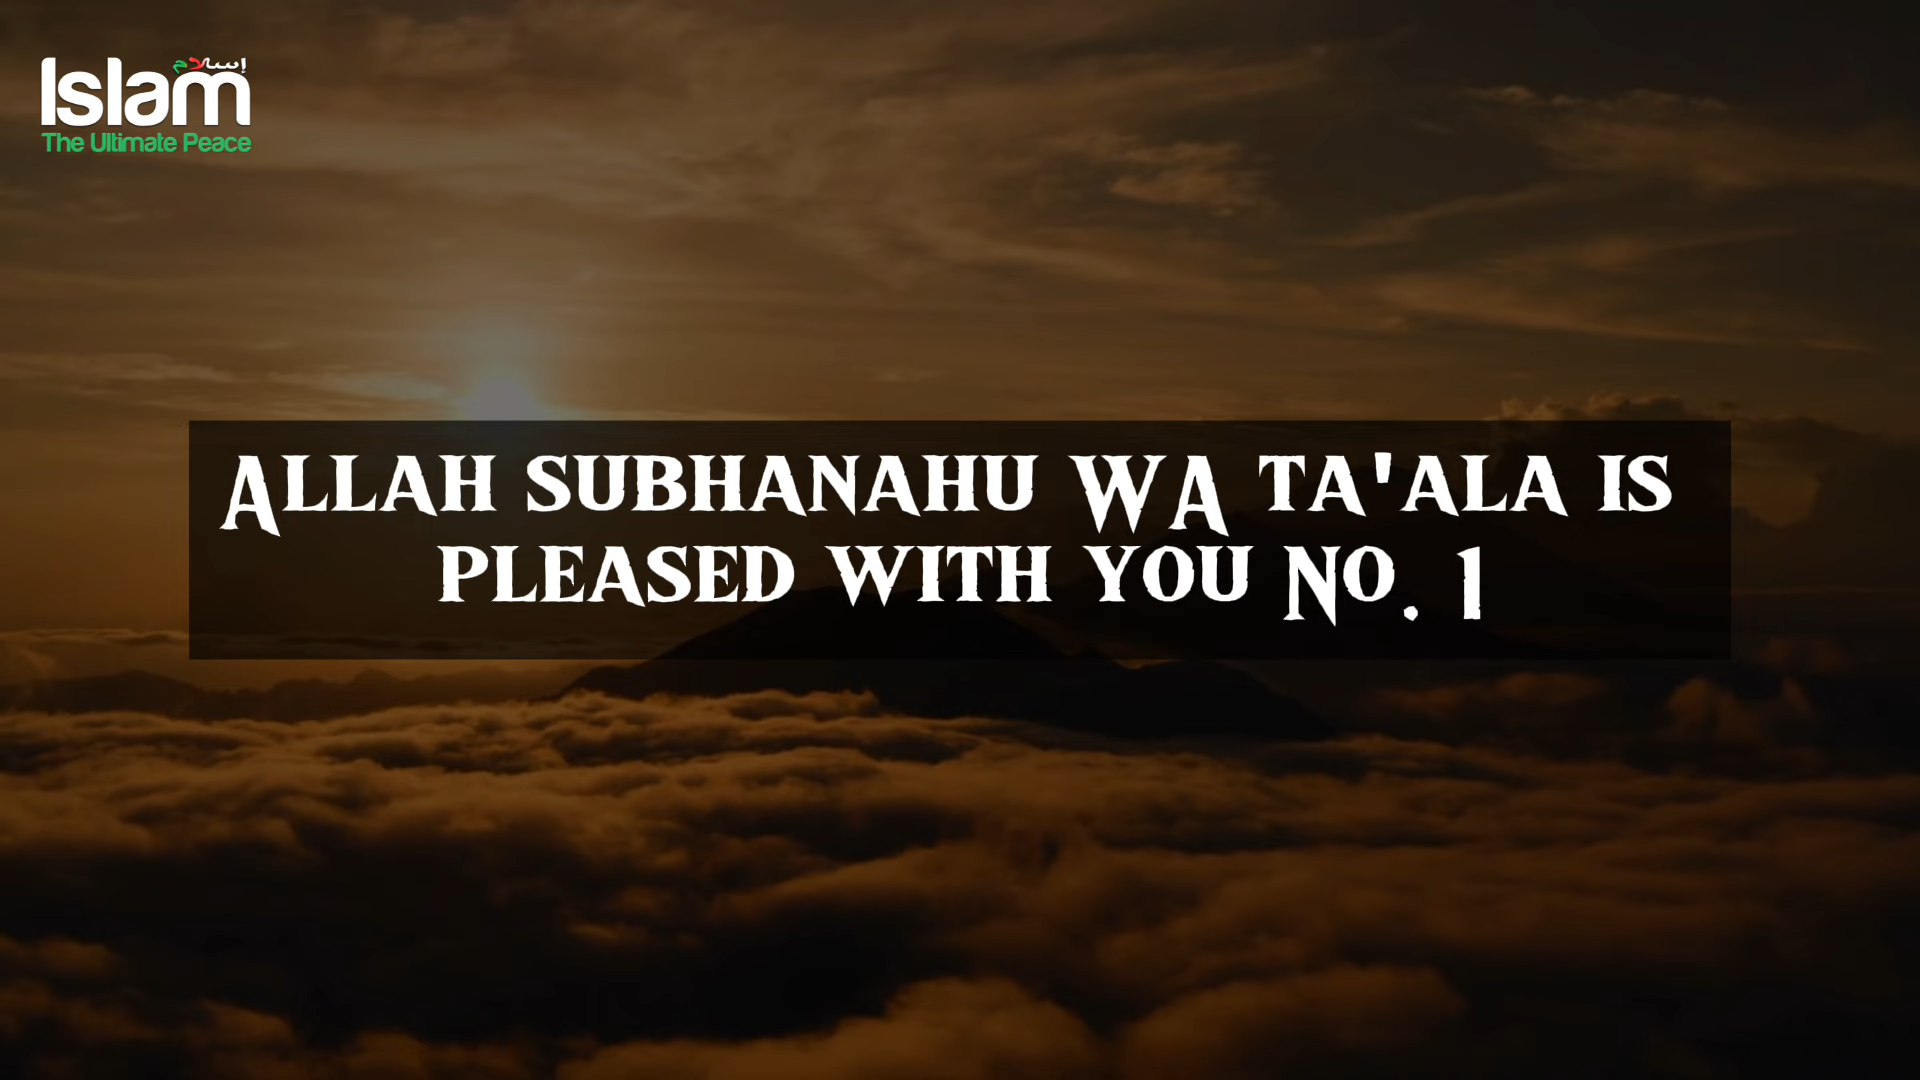 إسلام
Islam
The Ultimate Peace
Allah subhanahu WA ta'ala is
pleased with you No. 1